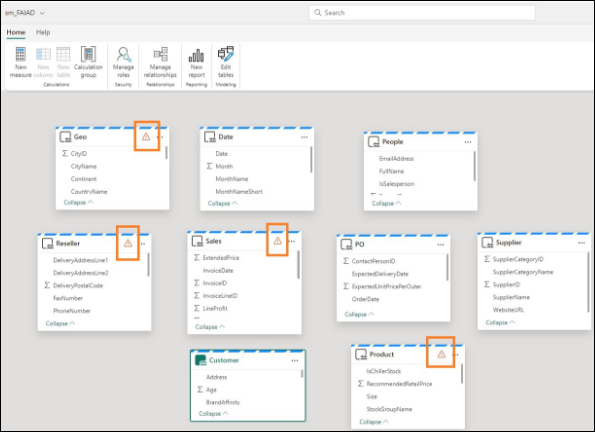 sm_FAIAD
Search
Home Help
New measure
New column
New table
Calculation group
Manage roles
Manage relationships
New report
Edit tables
Calculations
Security
Relationships
Reporting
Modeling
Geo
CityID
CityName
Continent
CountryName
Collapse
Date
Date
Month
MonthName
MonthNameShort
Collapse
People
EmailAddress
FullName
IsSalesperson
Collapse
Reseller
DeliveryAddressLine1
DeliveryAddressLine2
DeliveryPostalCode
FaxNumber
PhoneNumber
Collapse
Sales
ExtendedPrice
InvoiceDate
InvoiceID
InvoiceLineID
LineProfit
Collapse
PO
ContactPersonID
ExpectedDeliveryDate
ExpectedUnitPricePerOuter
OrderDate
Collapse
Supplier
SupplierCategoryID
SupplierCategoryName
SupplierID
SupplierName
WebsiteURL
Collapse
Customer
Address
Age
BrandAffinity
Collapse
Product
IsChillerStock
RecommendedRetailPrice
Size
StockGroupName
Collapse